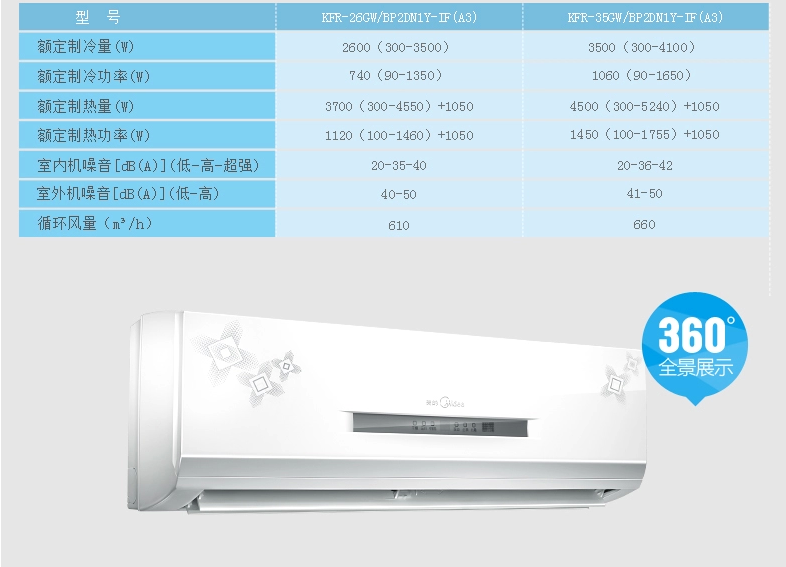 型 号 KFR-26GW/BP2DN1Y-IF(A3) KFR-35GW/BP2DN1Y-IF(A3)
额定制冷量(W) 2600（300-3500） 3500（300-4100）
额定制冷功率(W) 740（90-1350） 1060（90-1650）
额定制热量(W) 3700（300-4550）+1050 4500（300-5240）+1050
额定制热功率(W) 1120（100-1460）+1050 1450（100-1755）+1050
室内机噪音[dB(A)](低-高-超强) 20-35-40 20-36-42
室外机噪音[dB(A)](低-高) 40-50 41-50
循环风量（m³/h） 610 660
360°
全景展示
美的 Midea